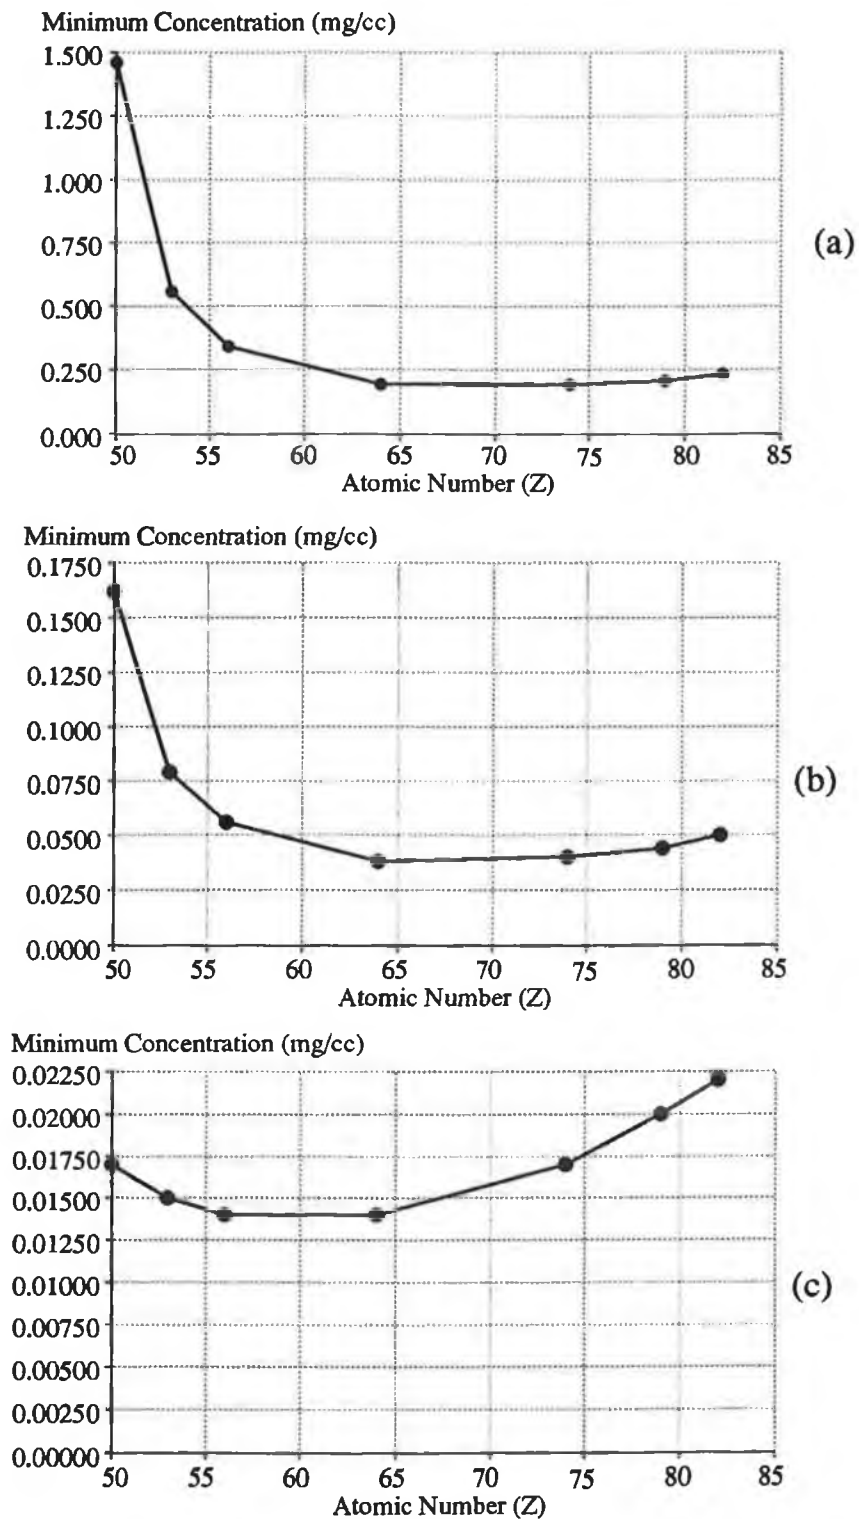 Minimum Concentration (mg/cc)
1.500
1.250
1.000
0.750
0.500
0.250
0.000
50 55 60 65 70 75 80 85
Atomic Number (Z)
(a)
Minimum Concentration (mg/cc)
0.1750
0.1500
0.1250
0.1000
0.0750
0.0500
0.0250
0.0000
50 55 60 65 70 75 80 85
Atomic Number (Z)
(b)
Minimum Concentration (mg/cc)
0.02250
0.02000
0.01750
0.01500
0.01250
0.01000
0.00750
0.00500
0.00250
0.00000
50 55 60 65 70 75 80 85
Atomic Number (Z)
(c)